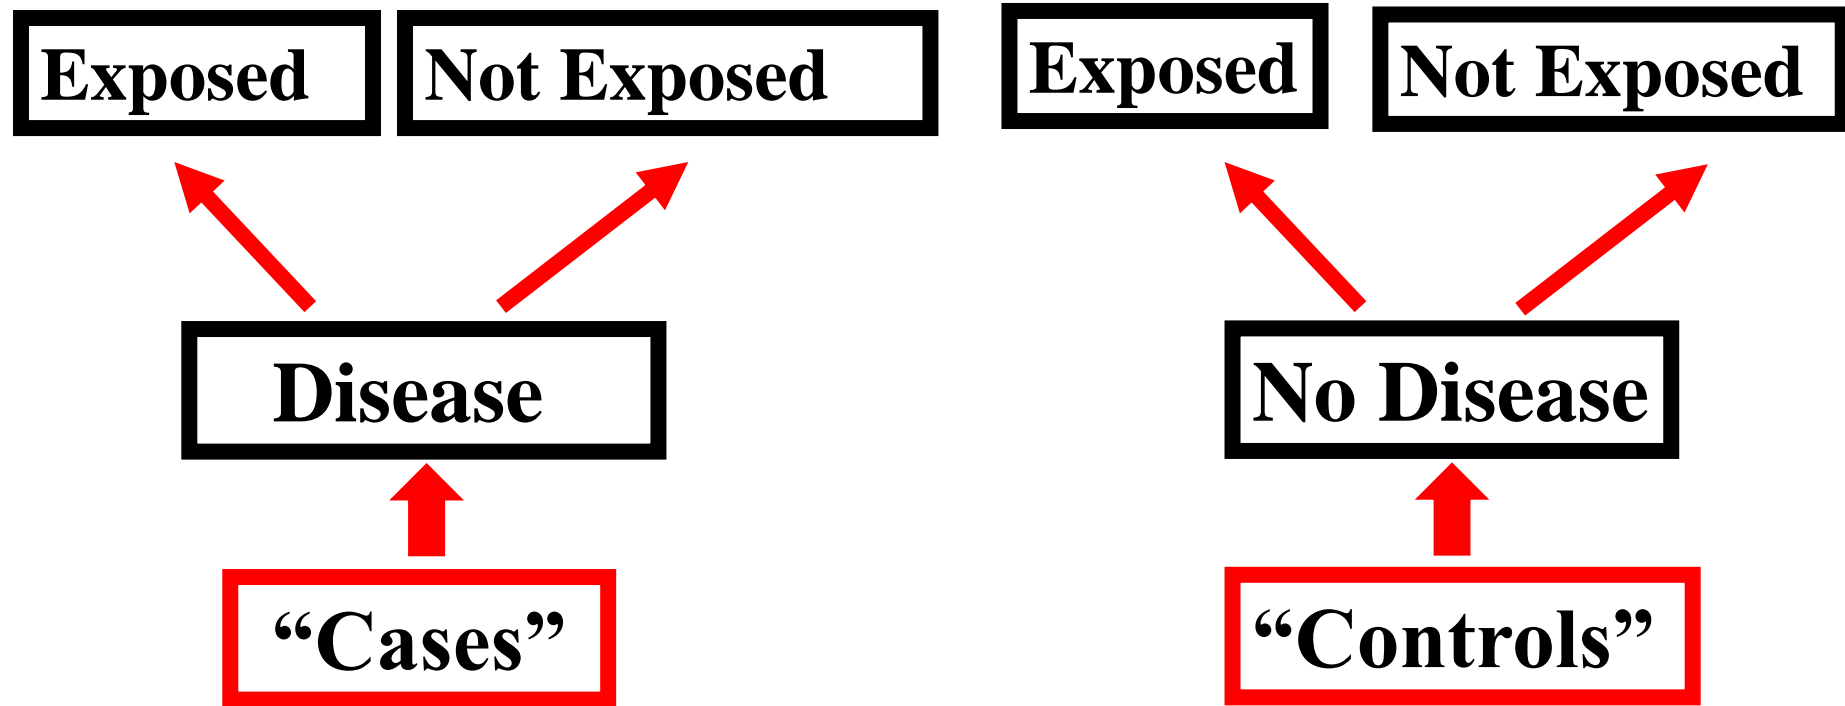 Exposed
Not Exposed
Exposed
Not Exposed
Disease
No Disease
“Cases”
“Controls”